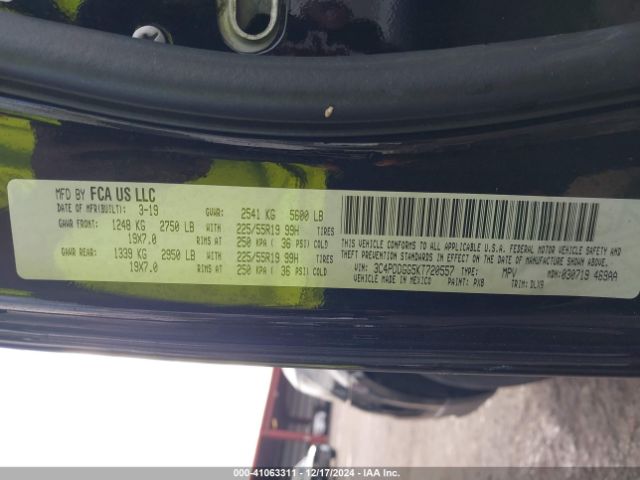 MFD BY FCA US LLC
DATE OF MFR(BUILT): 3-19 GVWR: 2541 KG 5600 LB
GAWR FRONT: 1248 KG 2750 LB WITH 225/55R19 99H TIRES
19X7.0 RIMS AT 250 KPA ( 36 PSI) COLD
GAWR REAR: 1339 KG 2950 LB WITH 225/55R19 99H TIRES
19X7.0 RIMS AT 250 KPA ( 36 PSI) COLD
THIS VEHICLE CONFORMS TO ALL APPLICABLE U.S.A. FEDERAL MOTOR VEHICLE SAFETY AND
THEFT PREVENTION STANDARDS IN EFFECT ON THE DATE OF MANUFACTURE SHOWN ABOVE.
VIN: 3C4PDDGG5KT720557 TYPE: MPV MDH: 030719 469AA
VEHICLE MADE IN MEXICO PAINT: PX8 TRIM: DLX9
000-41063311 • 12/17/2024 • IAAI.COM